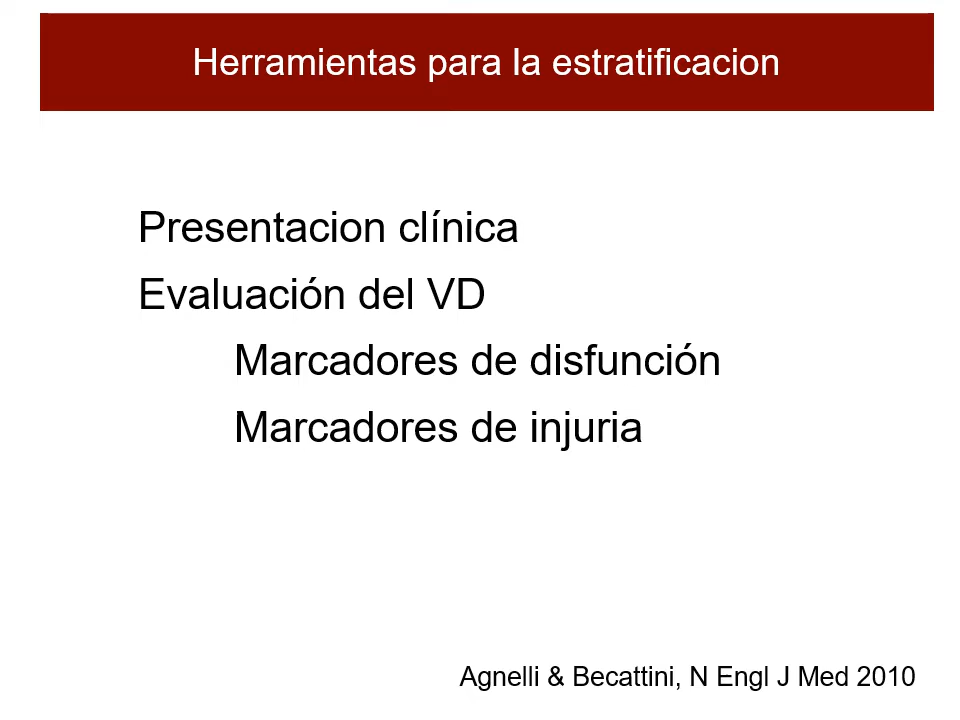 Herramientas para la estratificacion
Presentacion clínica
Evaluación del VD
Marcadores de disfunción
Marcadores de injuria
Agnelli & Becattini, N Engl J Med 2010